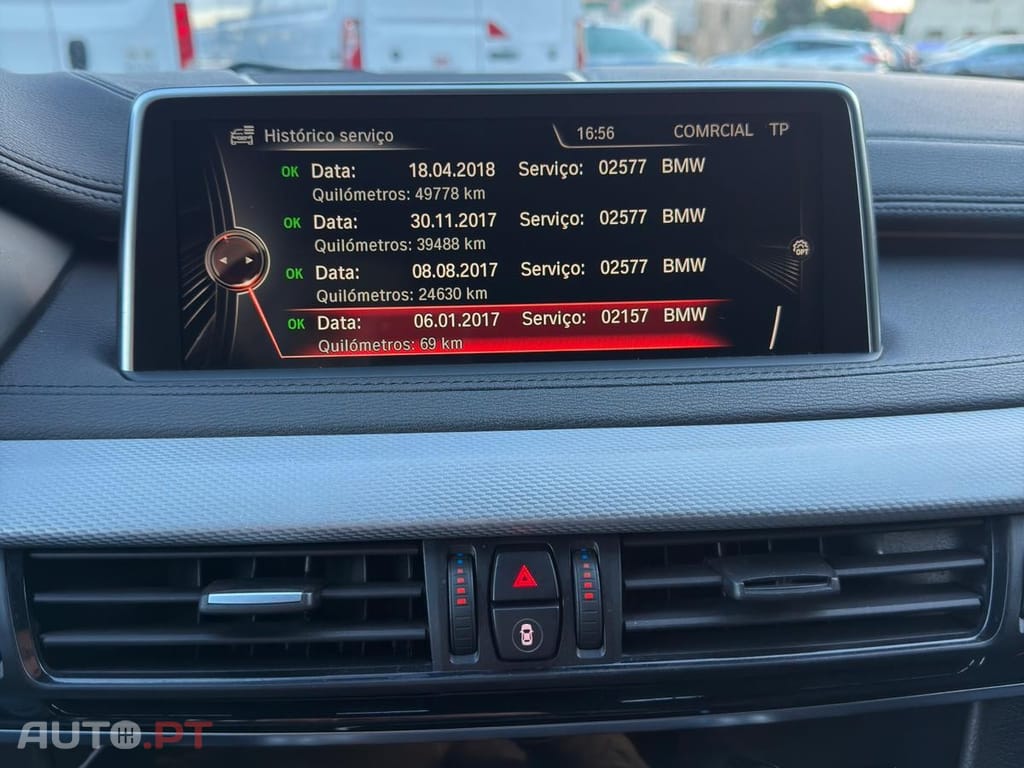 Histórico serviço 16:56 COMRCIAL TP
OK Data: 18.04.2018 Serviço: 02577 BMW
Quilómetros: 49778 km
OK Data: 30.11.2017 Serviço: 02577 BMW
Quilómetros: 39488 km
OK Data: 08.08.2017 Serviço: 02577 BMW
Quilómetros: 24630 km
OPT
OK Data: 06.01.2017 Serviço: 02157 BMW
Quilómetros: 69 km
AUTO.PT